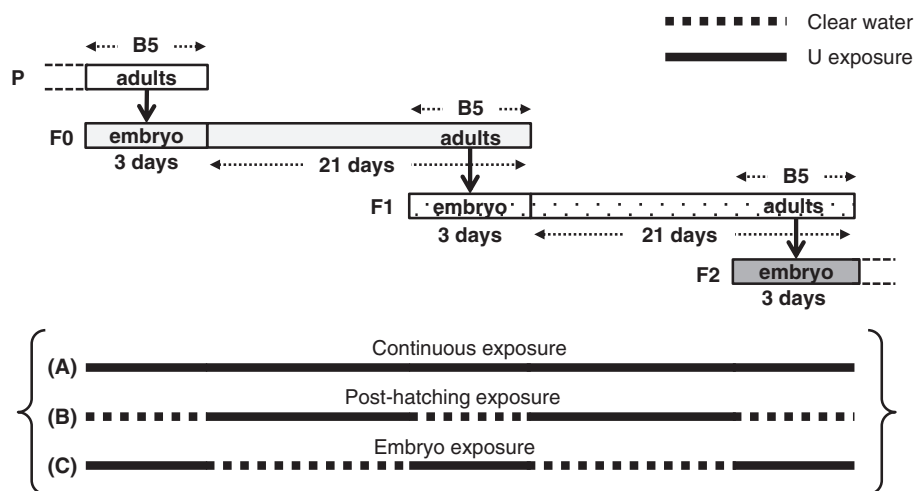 Clear water
U exposure
B5
P adults
B5
F0 embryo adults
3 days 21 days
B5
F1 embryo adults
3 days 21 days
F2 embryo
3 days
Continuous exposure
(A)
Post-hatching exposure
(B)
Embryo exposure
(C)